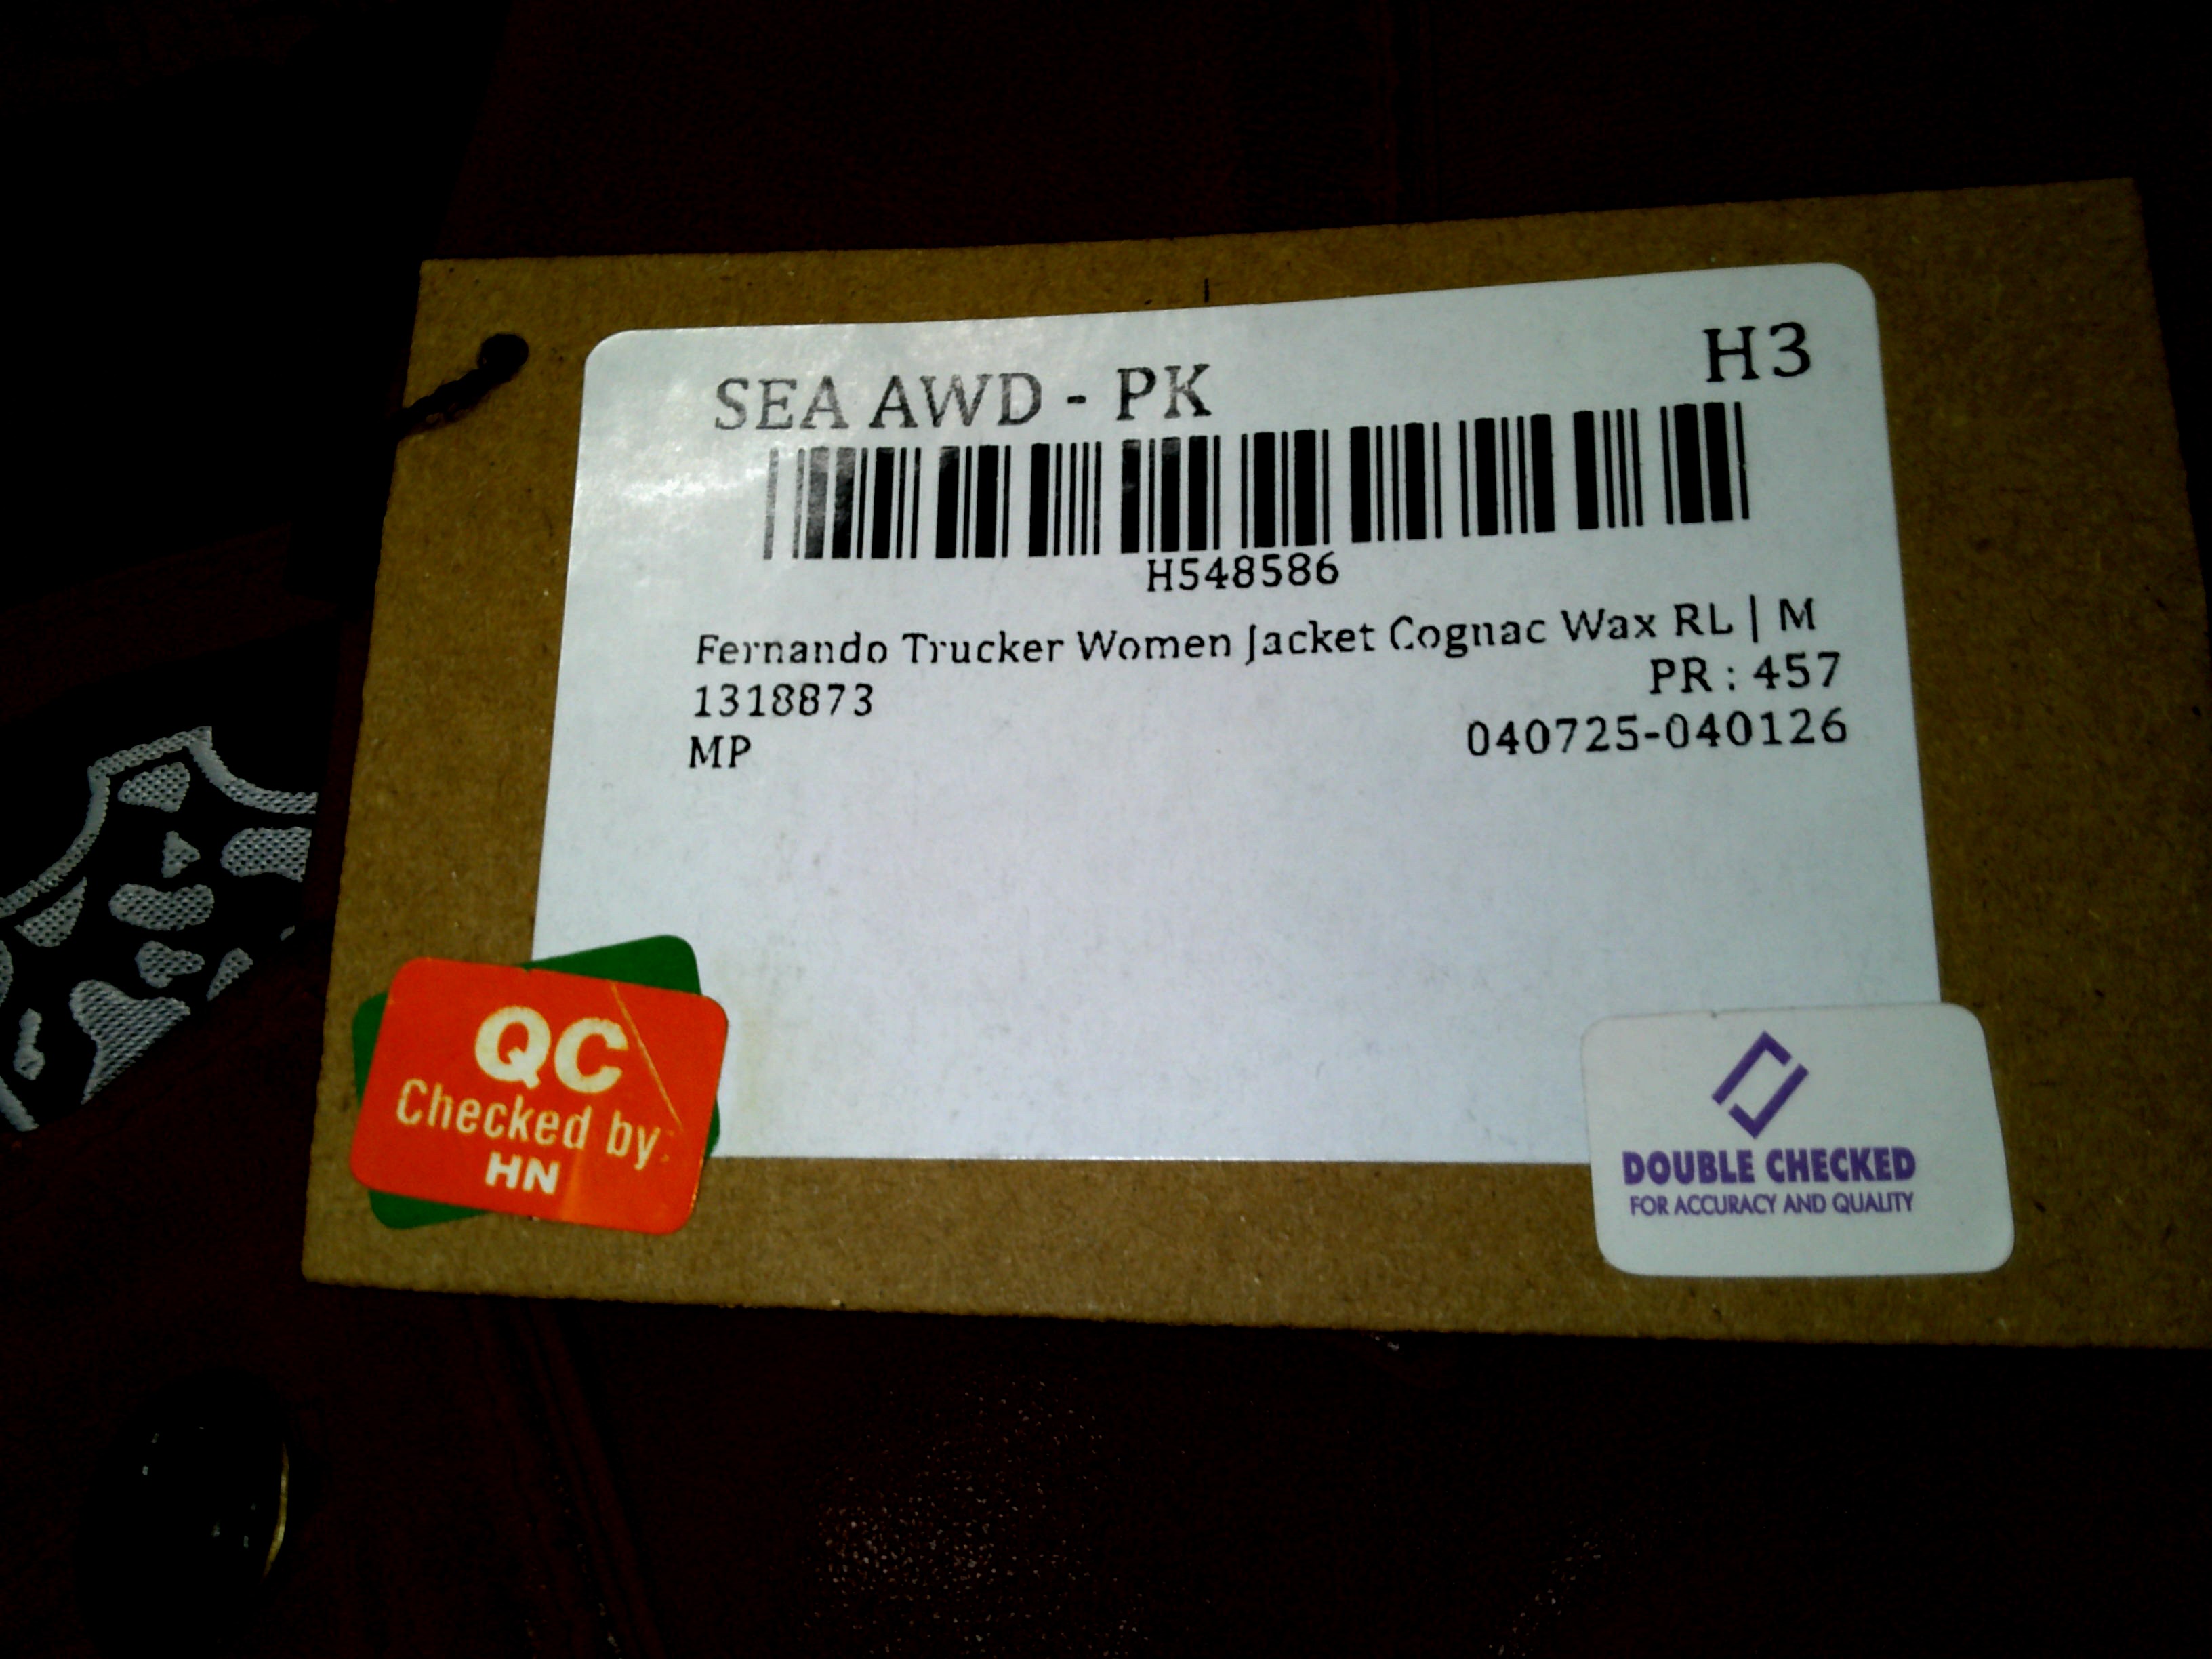 SEA AWD - PK
H3
H548586
Fernando Trucker Women Jacket Cognac Wax RL | M
1318873
PR : 457
MP
040725-040126
QC
Checked by
HN
DOUBLE CHECKED
FOR ACCURACY AND QUALITY